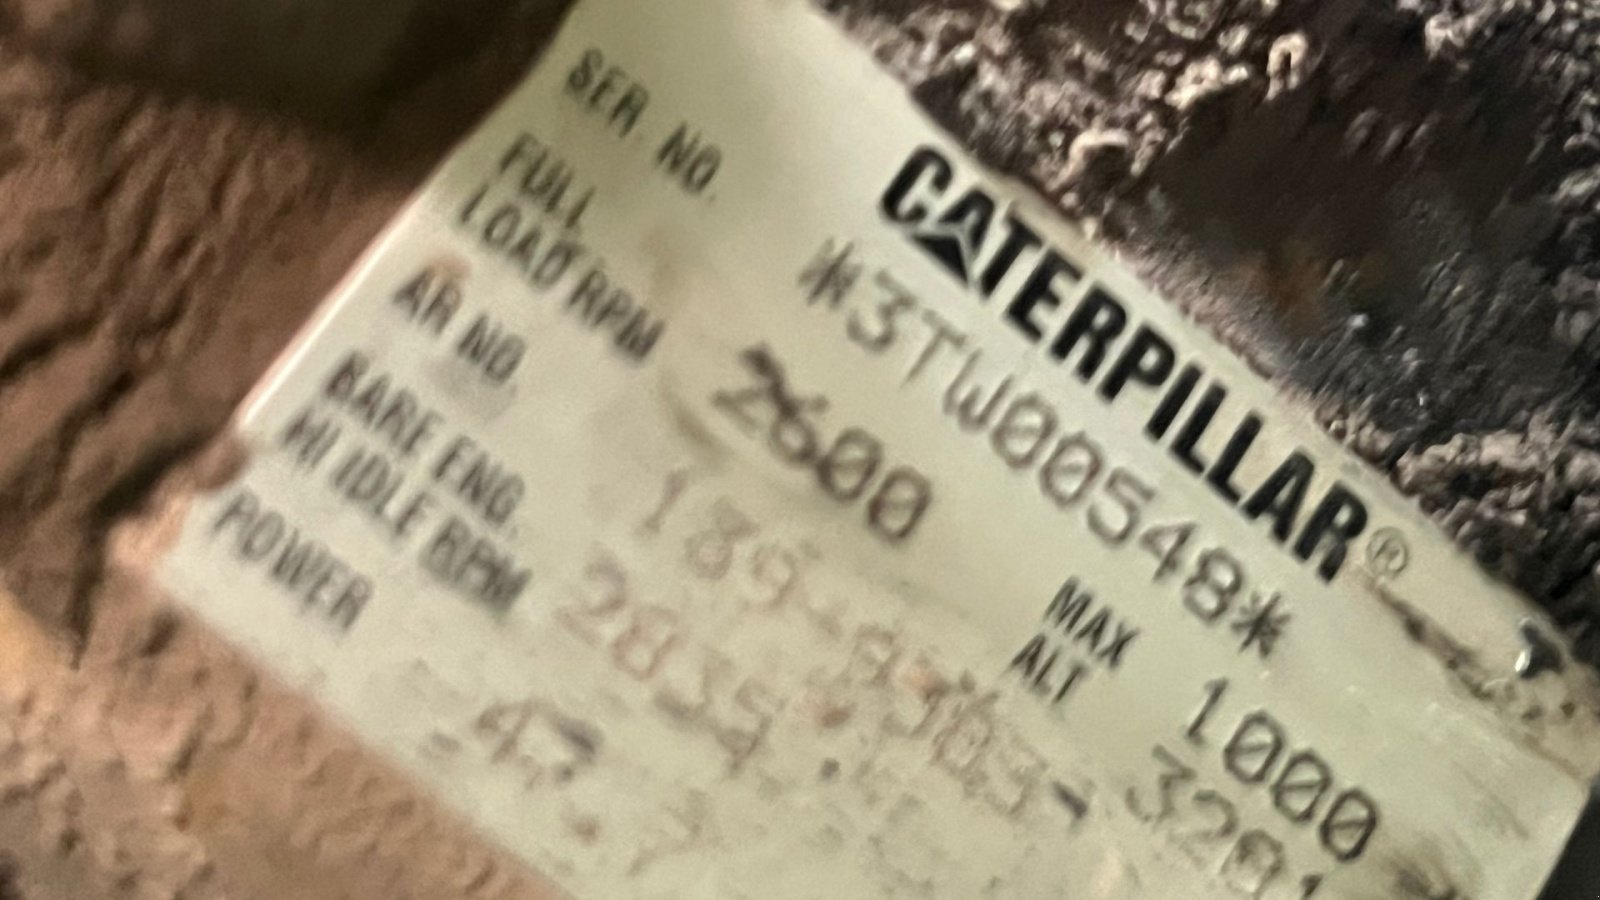 CATERPILLAR®
SER. NO. *3TW00548*
FULL
LOAD RPM 2600
MAX
ALT 1000
AR NO.
BARE ENG.
HI IDLE RPM
POWER